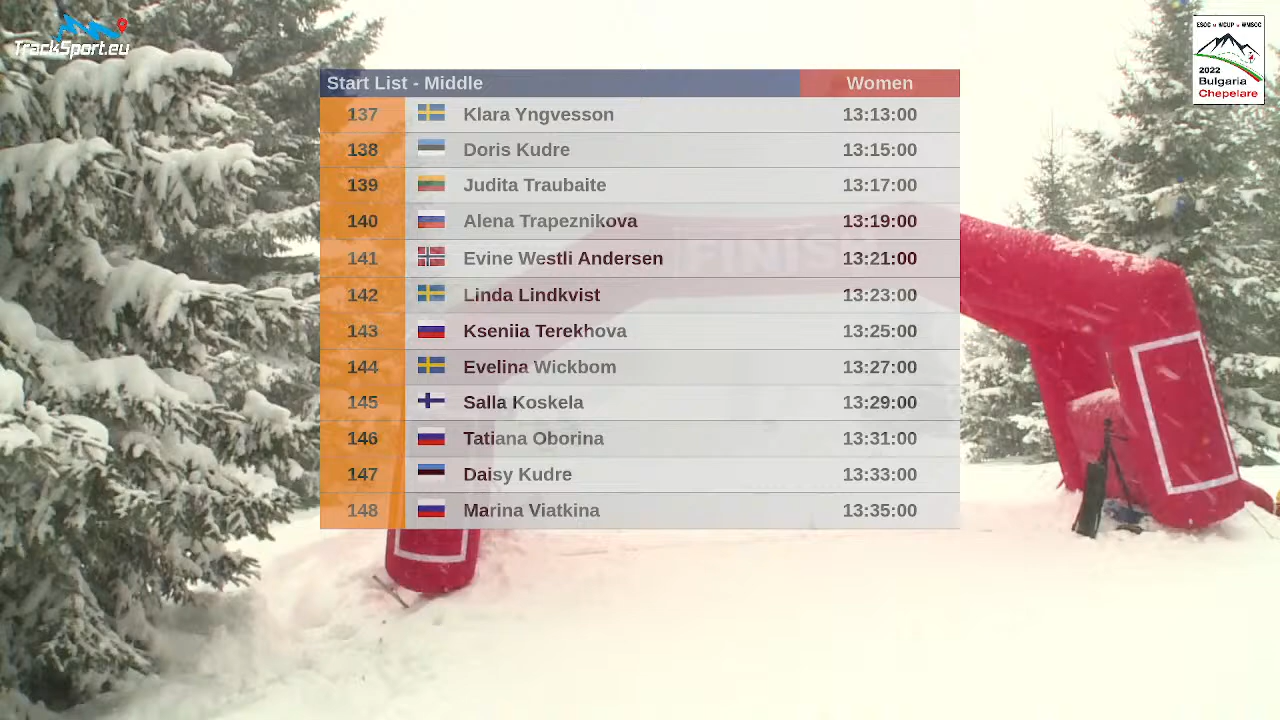 TrackSport.eu
ESOC & WCUP & WMSOC
2022
Bulgaria
Chepelare
Start List - Middle Women
137 Klara Yngvesson 13:13:00
138 Doris Kudre 13:15:00
139 Judita Traubaite 13:17:00
140 Alena Trapeznikova 13:19:00
141 Evine Westli Andersen 13:21:00
142 Linda Lindkvist 13:23:00
143 Kseniia Terekhova 13:25:00
144 Evelina Wickbom 13:27:00
145 Salla Koskela 13:29:00
146 Tatiana Oborina 13:31:00
147 Daisy Kudre 13:33:00
148 Marina Viatkina 13:35:00
FINIS